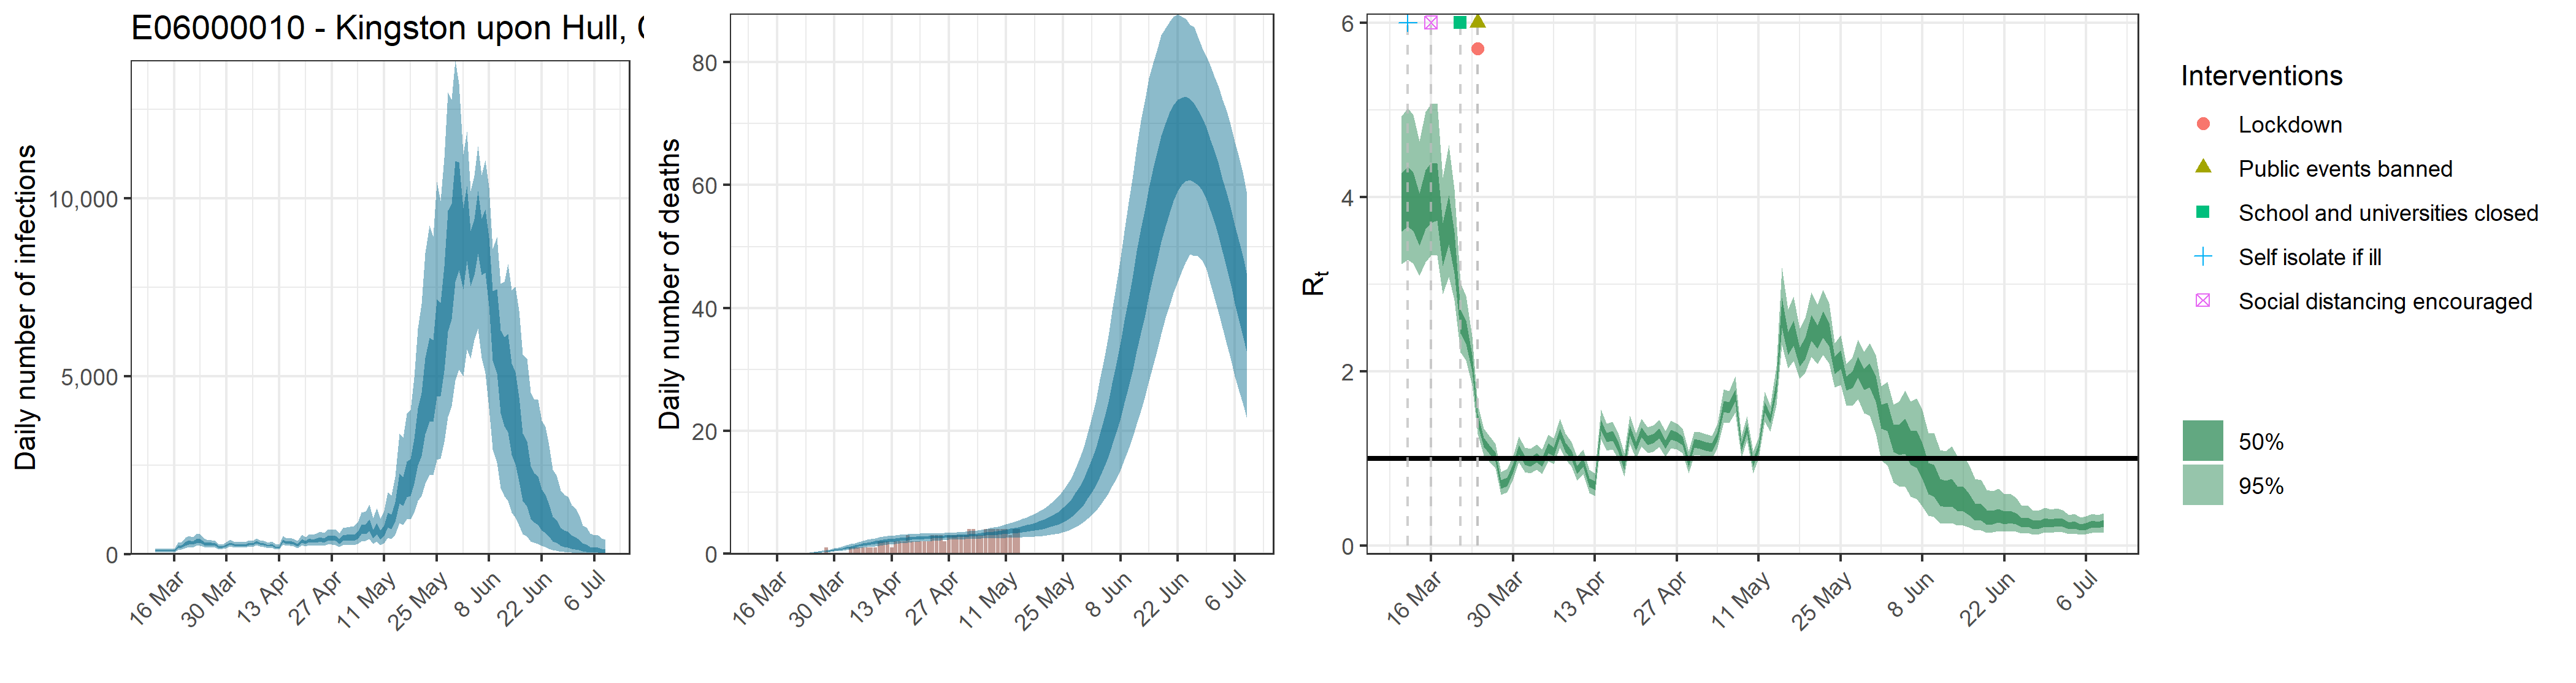 E06000010 - Kingston upon Hull,
Daily number of infections
10,000
5,000
0
16 Mar
30 Mar
13 Apr
27 Apr
11 May
25 May
8 Jun
22 Jun
6 Jul
Daily number of deaths
80
60
40
20
0
16 Mar
30 Mar
13 Apr
27 Apr
11 May
25 May
8 Jun
22 Jun
6 Jul
Rt
6
4
2
0
16 Mar
30 Mar
13 Apr
27 Apr
11 May
25 May
8 Jun
22 Jun
6 Jul
Interventions
Lockdown
Public events banned
School and universities closed
Self isolate if ill
Social distancing encouraged
50%
95%